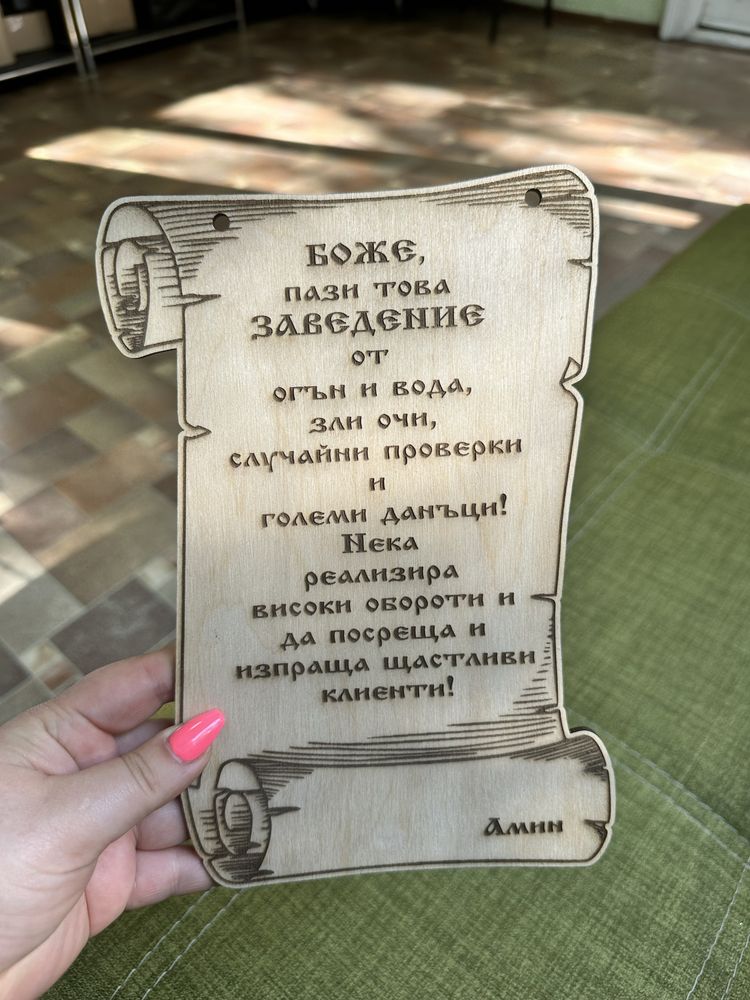 БОЖЕ,
пази това
ЗАВЕДЕНИЕ
от
огън и вода,
зли очи,
случайни проверки
и
големи данъци!
Нека
реализира
високи обороти и
да посреща и
изпраща щастливи
клиенти!
Амин